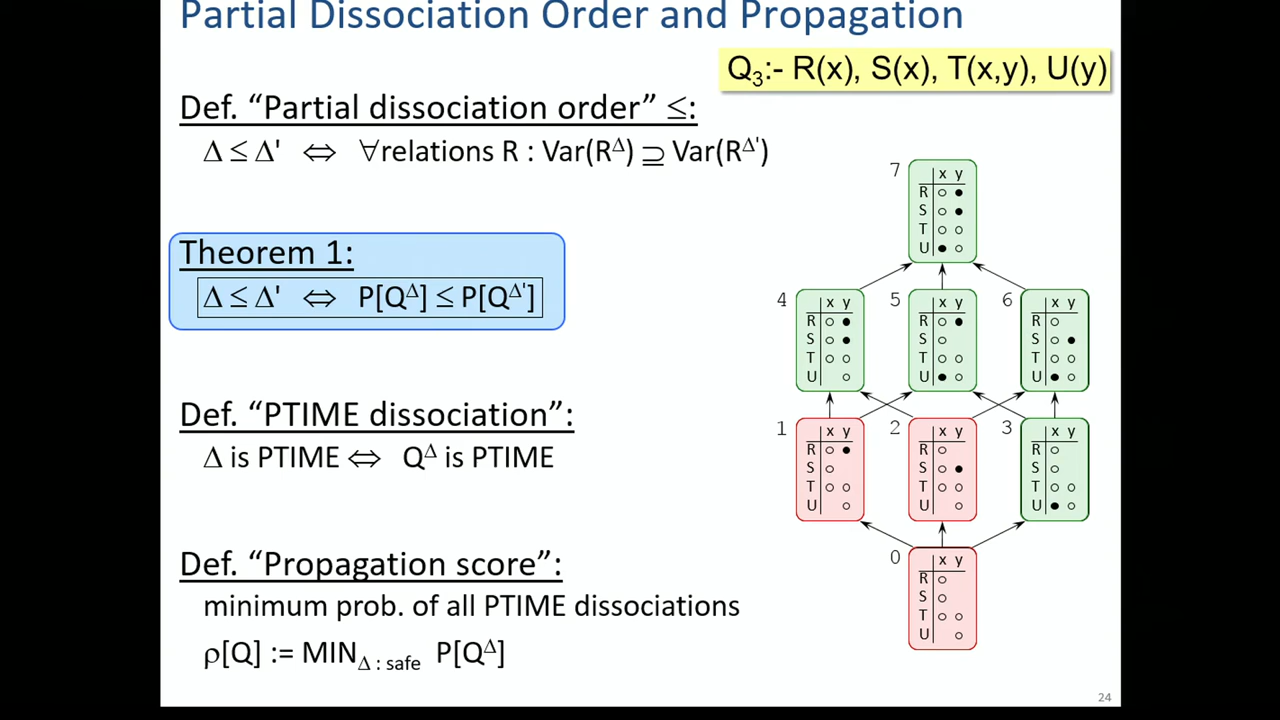 Partial Dissociation Order and Propagation
Q3:- R(x), S(x), T(x,y), U(y)
Def. “Partial dissociation order” ≤:
Δ ≤ Δ' ⇔ ∀relations R : Var(R^Δ) ⊇ Var(R^Δ')
Theorem 1:
Δ ≤ Δ' ⇔ P[Q^Δ] ≤ P[Q^Δ']
Def. “PTIME dissociation”:
Δ is PTIME ⇔ Q^Δ is PTIME
Def. “Propagation score”:
minimum prob. of all PTIME dissociations
ρ[Q] := MIN_Δ : safe P[Q^Δ]
7
x y
R ○ ●
S ○ ●
T ○ ○
U ● ○
4
x y
R ○ ●
S ○ ●
T ○ ○
U ○
5
x y
R ○ ●
S ○
T ○ ○
U ● ○
6
x y
R ○
S ○ ●
T ○ ○
U ● ○
1
x y
R ○ ●
S ○
T ○ ○
U ○
2
x y
R ○
S ○ ●
T ○ ○
U ○
3
x y
R ○
S ○
T ○ ○
U ● ○
0
x y
R ○
S ○
T ○ ○
U ○
24